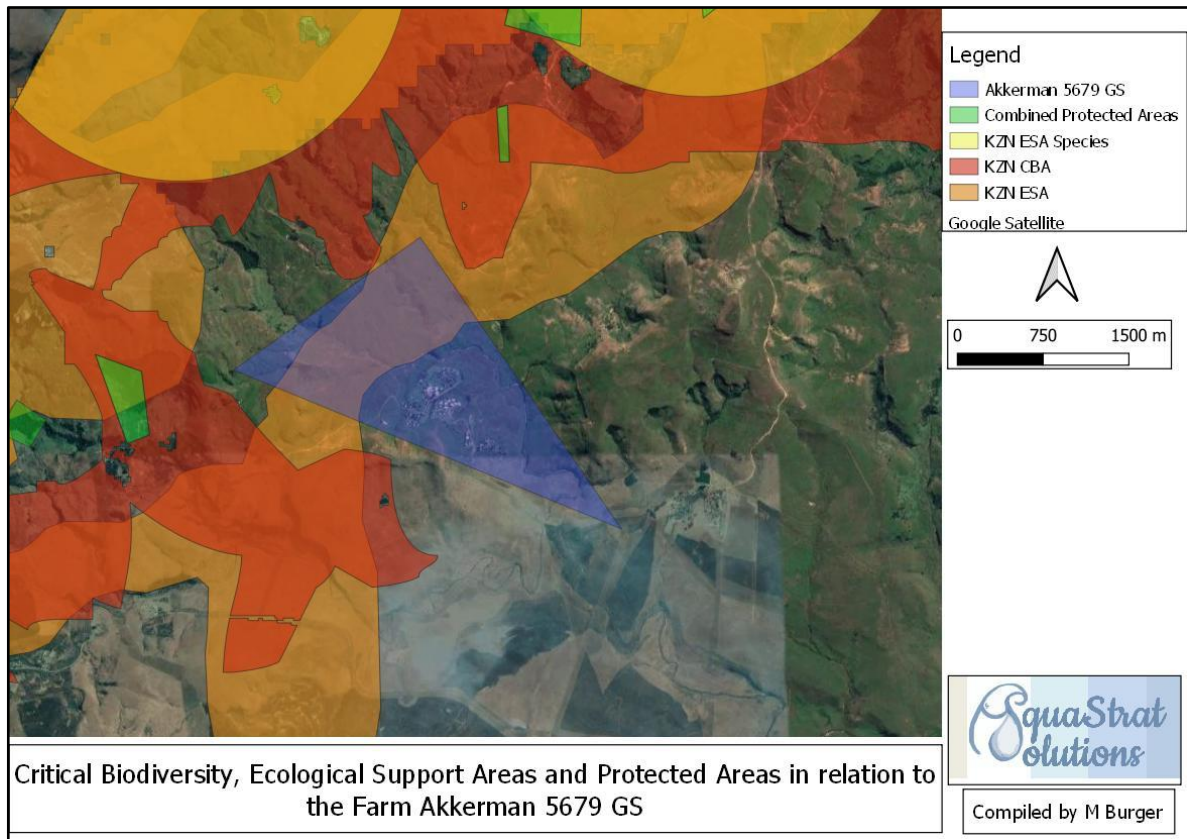 Legend
Akkerman 5679 GS
Combined Protected Areas
KZN ESA Species
KZN CBA
KZN ESA
Google Satellite
0 750 1500 m
AquaStrat
Solutions
Critical Biodiversity, Ecological Support Areas and Protected Areas in relation to
the Farm Akkerman 5679 GS
Compiled by M Burger